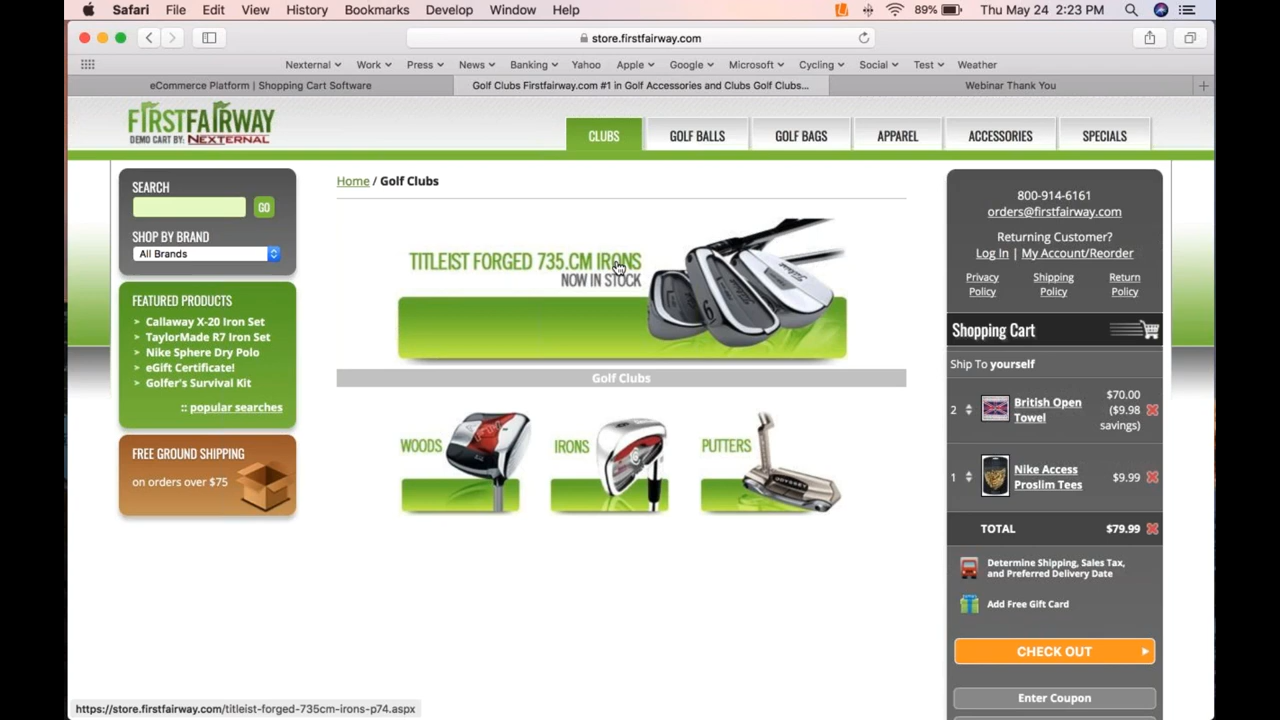 Safari File Edit View History Bookmarks Develop Window Help 89% Thu May 24 2:23 PM
store.firstfairway.com
Nexternal Work Press News Banking Yahoo Apple Google Microsoft Cycling Social Test Weather
eCommerce Platform | Shopping Cart Software
Golf Clubs Firstfairway.com #1 in Golf Accessories and Clubs Golf Clubs...
Webinar Thank You
FIRSTFAIRWAY
DEMO CART BY: NEXTERNAL
CLUBS GOLF BALLS GOLF BAGS APPAREL ACCESSORIES SPECIALS
SEARCH
GO
SHOP BY BRAND
All Brands
FEATURED PRODUCTS
> Callaway X-20 Iron Set
> TaylorMade R7 Iron Set
> Nike Sphere Dry Polo
> eGift Certificate!
> Golfer's Survival Kit
:: popular searches
FREE GROUND SHIPPING
on orders over $75
Home / Golf Clubs
TITLEIST FORGED 735.CM IRONS
NOW IN STOCK
Golf Clubs
WOODS
IRONS
PUTTERS
ODYSSEY
800-914-6161
orders@firstfairway.com
Returning Customer?
Log In | My Account/Reorder
Privacy Policy
Shipping Policy
Return Policy
Shopping Cart
Ship To yourself
2 British Open Towel $70.00 ($9.98 savings)
1 Nike Access Proslim Tees $9.99
TOTAL $79.99
Determine Shipping, Sales Tax,
and Preferred Delivery Date
Add Free Gift Card
CHECK OUT
Enter Coupon
https://store.firstfairway.com/titleist-forged-735cm-irons-p74.aspx